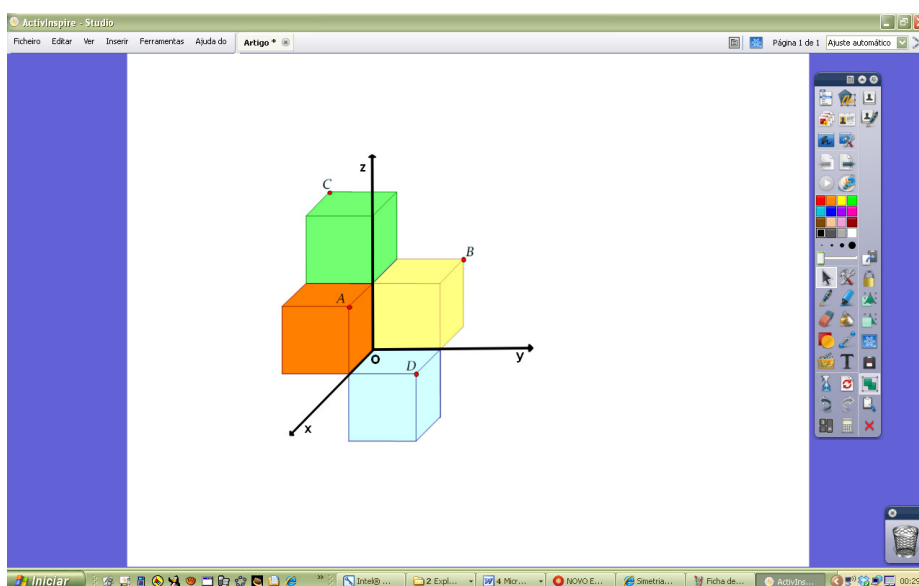 ActivInspire - Studio
Ficheiro Editar Ver Inserir Ferramentas Ajuda do Artigo * Página 1 de 1 Ajuste automático
z
C
B
A
O
y
D
x
T
Iniciar Intel® ... 2 Expl... 4 Micr... NOVO E... Simetria... Ficha de... ActivIns...